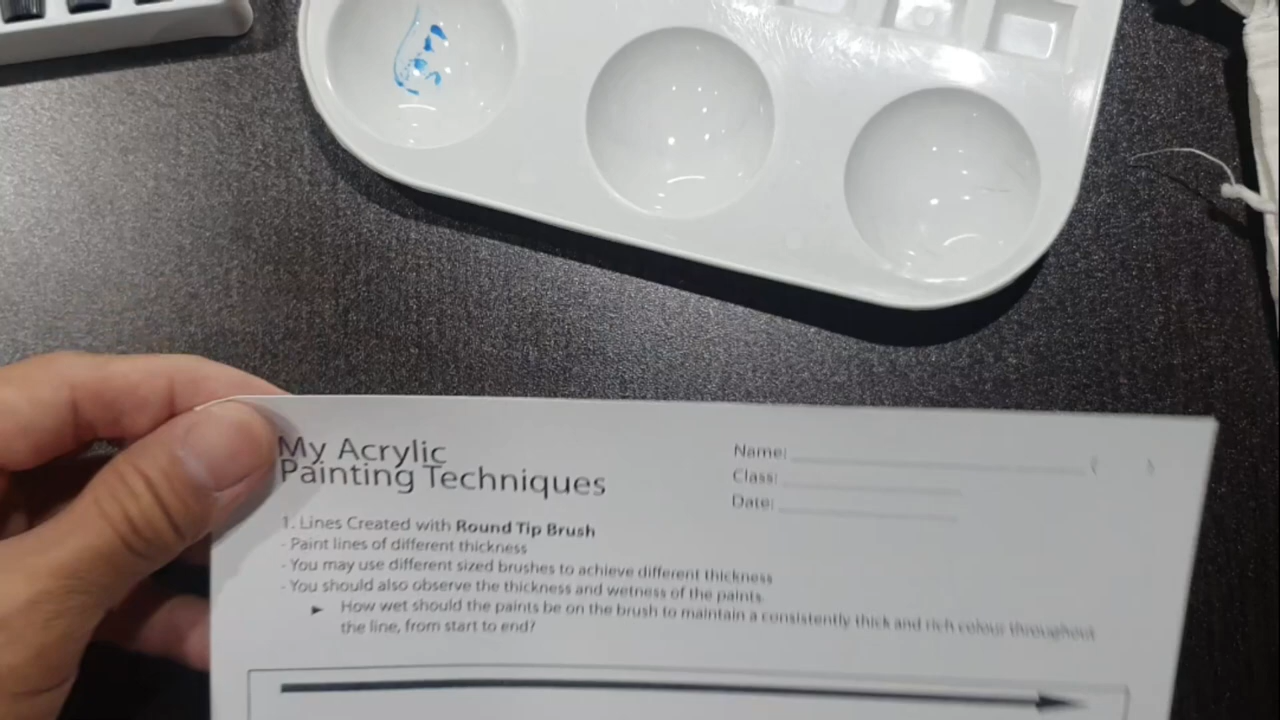 My Acrylic
Painting Techniques
Name:
Class:
Date:
1. Lines Created with Round Tip Brush
- Paint lines of different thickness
- You may use different sized brushes to achieve different thickness
- You should also observe the thickness and wetness of the paints.
► How wet should the paints be on the brush to maintain a consistently thick and rich colour throughout
the line, from start to end?